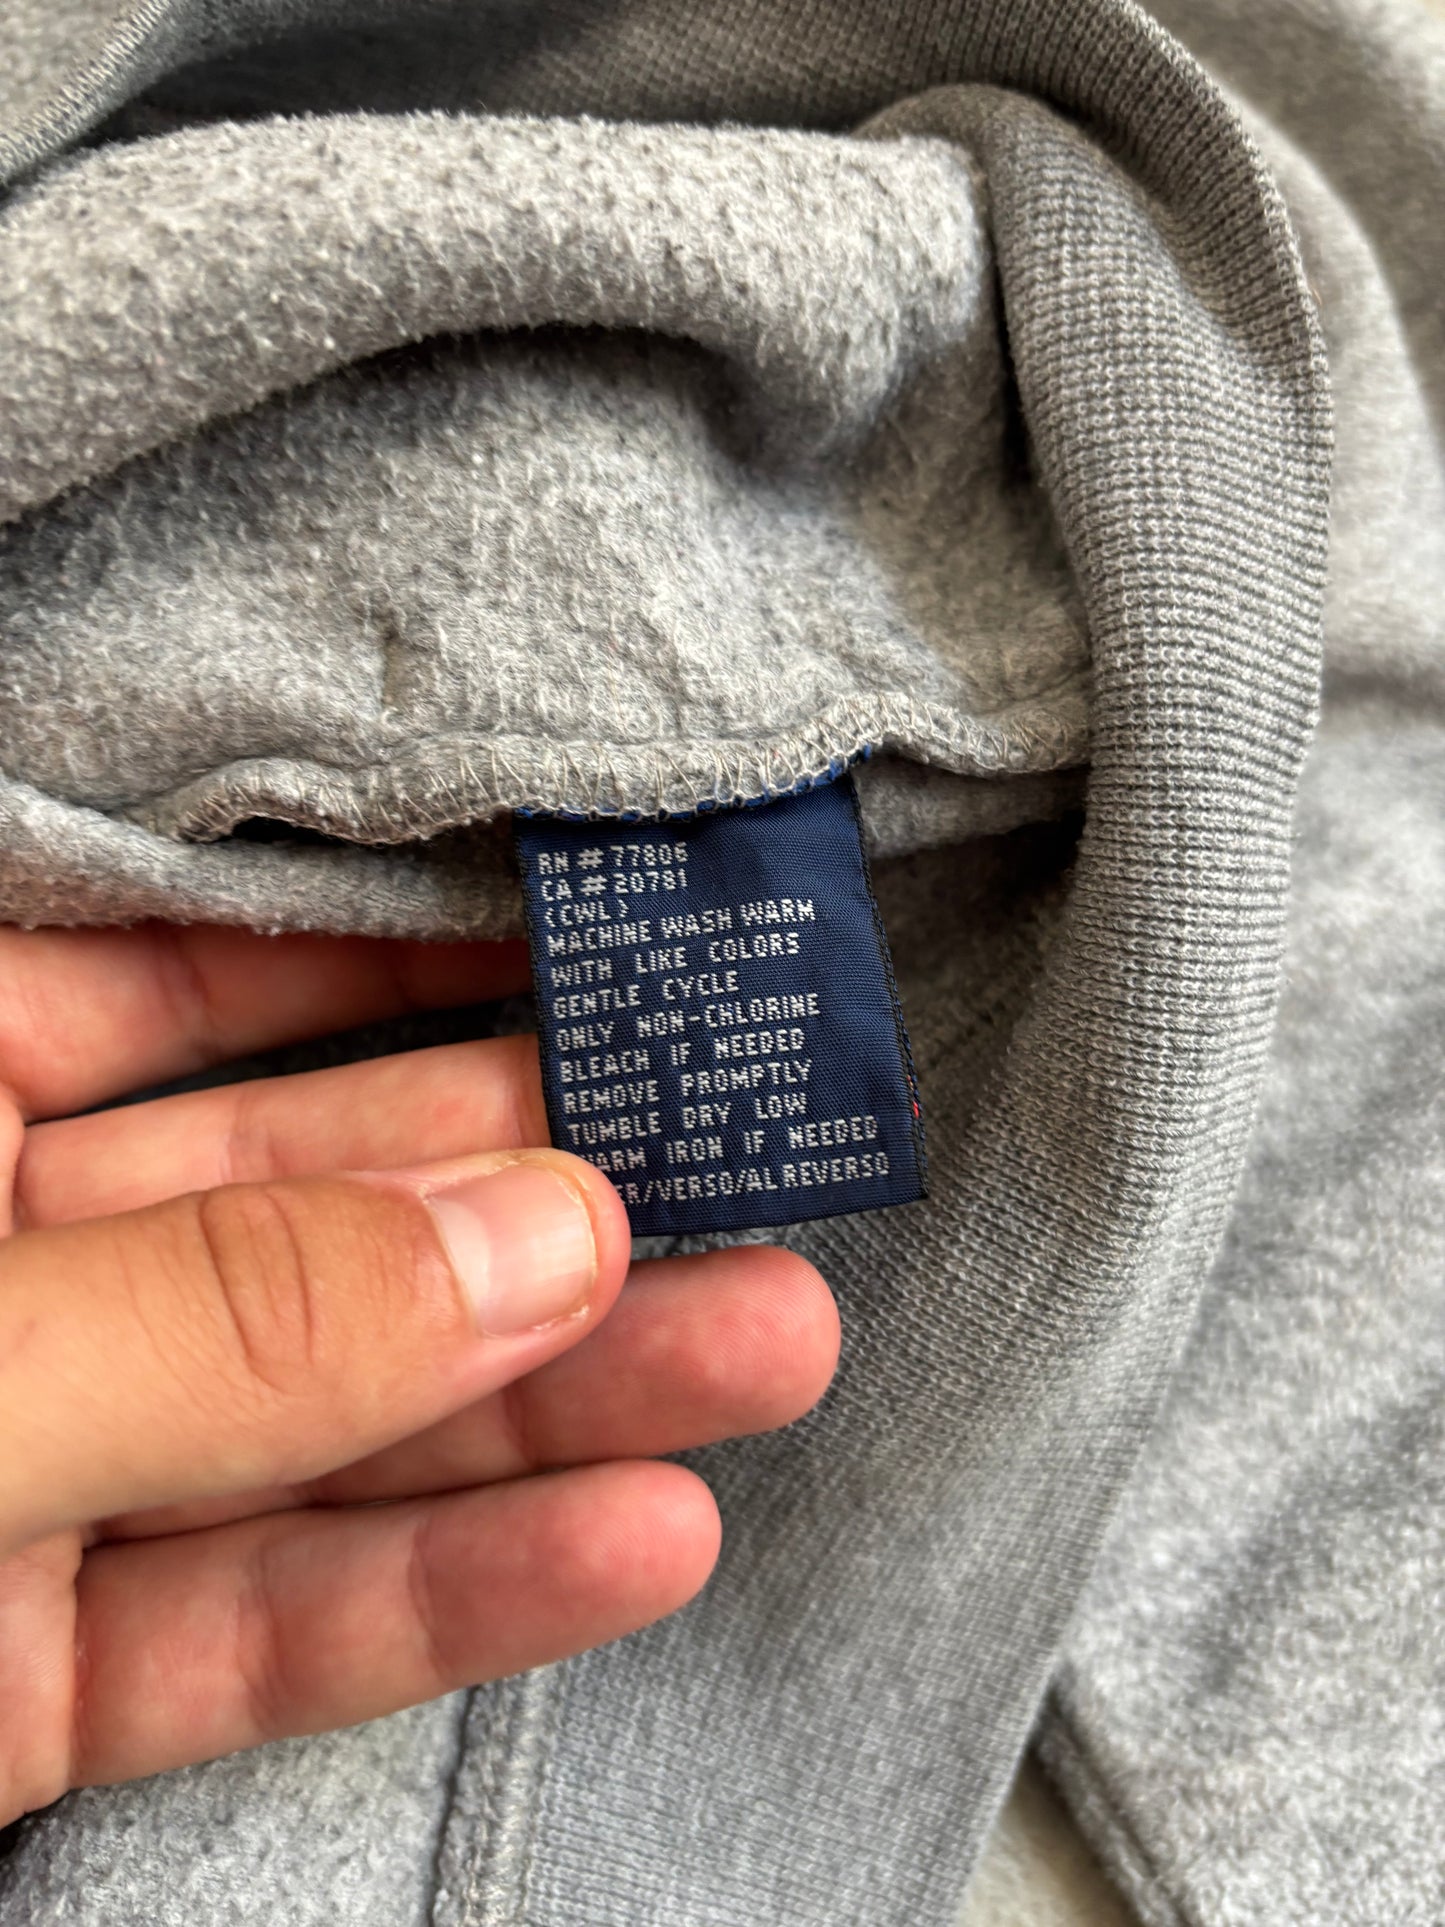 RN # 77806
CA # 20781
(CWL)
MACHINE WASH WARM
WITH LIKE COLORS
GENTLE CYCLE
ONLY NON-CHLORINE
BLEACH IF NEEDED
REMOVE PROMPTLY
TUMBLE DRY LOW
IRON IF NEEDED
/VERSO/AL REVERSO